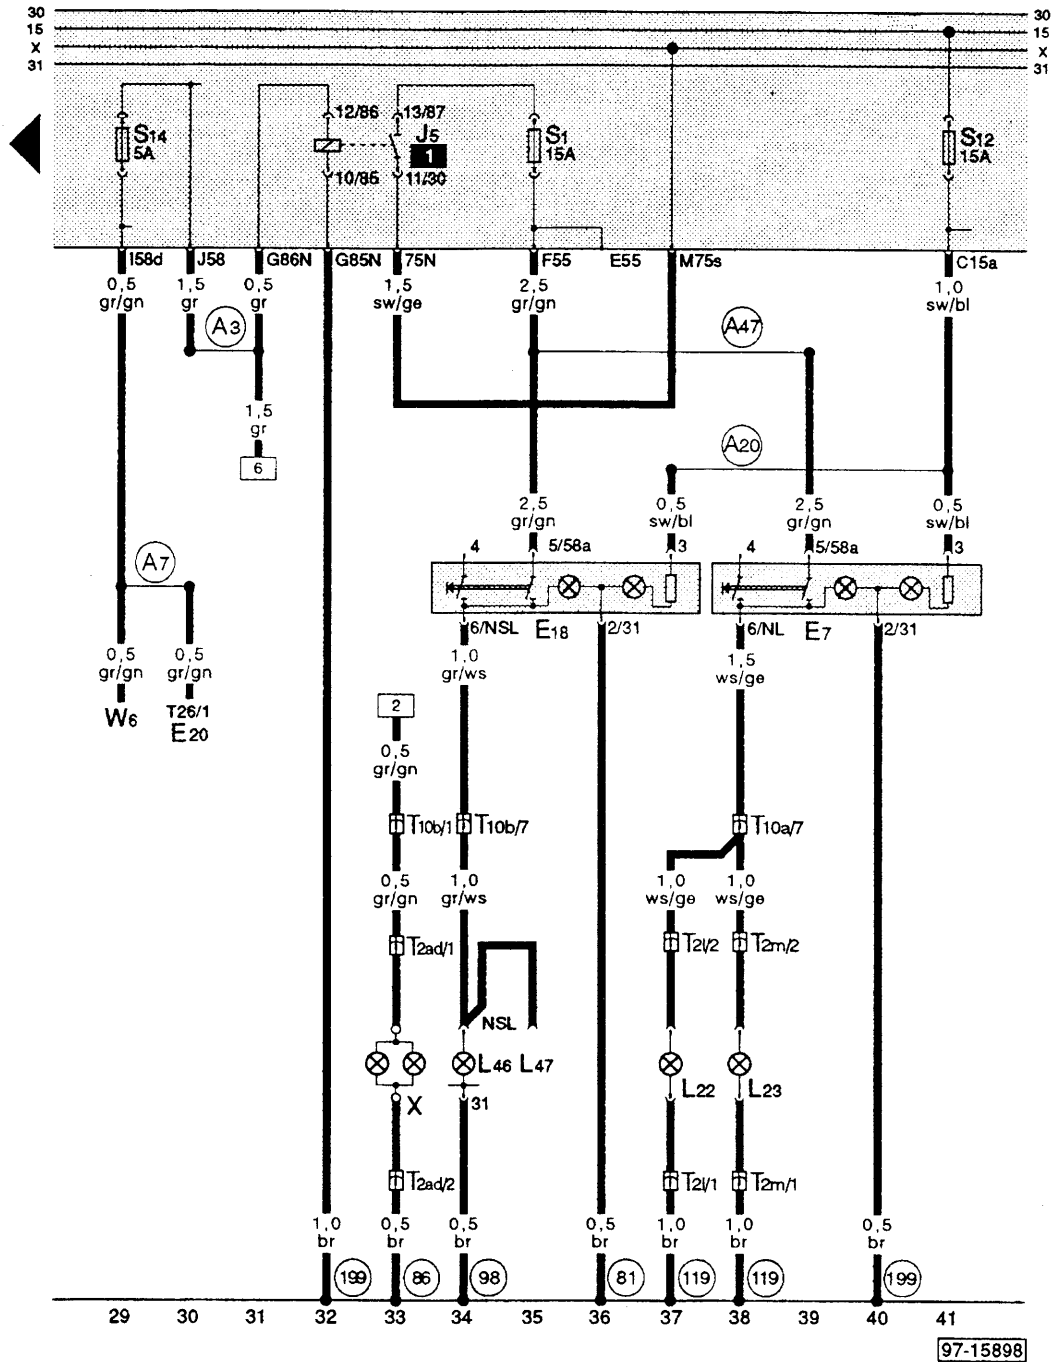 30 30
15 15
X X
31 31
12/86 13/87
S14 J5 S1 S12
5A 1 15A 15A
10/85 11/30
I58d J58 G86N G85N 75N F55 E55 M75s C15a
0,5 1,5 0,5 1,5 2,5 1,0
gr/gn gr gr sw/ge gr/gn sw/bl
A3 A47
1,5
gr
6
A20
2,5 0,5 2,5 0,5
gr/gn sw/bl gr/gn sw/bl
A7
4 5/58a 3 4 5/58a 3
6/NSL E18 2/31 6/NL E7 2/31
0,5 0,5 1,0 1,5
gr/gn gr/gn gr/ws ws/ge
W6 T26/1 2
E20
0,5
gr/gn
T10b/1 T10b/7 T10a/7
0,5 1,0 1,0 1,0
gr/gn gr/ws ws/ge ws/ge
T2ad/1 T2l/2 T2m/2
NSL
L46 L47 L22 L23
X 31
T2ad/2 T2l/1 T2m/1
1,0 0,5 0,5 0,5 1,0 1,0 0,5
br br br br br br br
199 86 98 81 119 119 199
29 30 31 32 33 34 35 36 37 38 39 40 41
97-15898